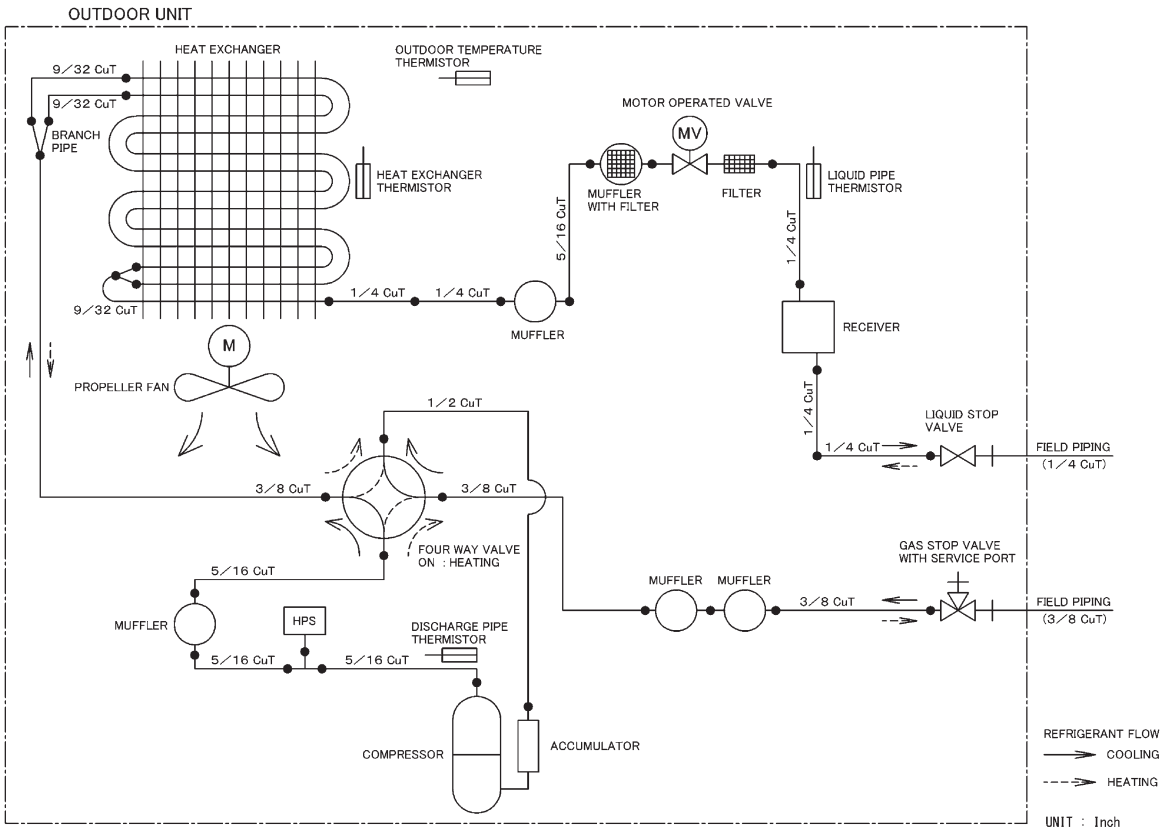 OUTDOOR UNIT
HEAT EXCHANGER
OUTDOOR TEMPERATURE
THERMISTOR
9/32 CuT
9/32 CuT
BRANCH
PIPE
HEAT EXCHANGER
THERMISTOR
9/32 CuT
MOTOR OPERATED VALVE
MV
MUFFLER
WITH FILTER
FILTER
LIQUID PIPE
THERMISTOR
5/16 CuT
1/4 CuT
1/4 CuT
1/4 CuT
MUFFLER
RECEIVER
M
PROPELLER FAN
1/2 CuT
1/4 CuT
LIQUID STOP
VALVE
1/4 CuT
FIELD PIPING
(1/4 CuT)
3/8 CuT
3/8 CuT
FOUR WAY VALVE
ON : HEATING
GAS STOP VALVE
WITH SERVICE PORT
5/16 CuT
MUFFLER
MUFFLER
3/8 CuT
FIELD PIPING
(3/8 CuT)
MUFFLER
HPS
DISCHARGE PIPE
THERMISTOR
5/16 CuT
5/16 CuT
COMPRESSOR
ACCUMULATOR
REFRIGERANT FLOW
COOLING
HEATING
UNIT : Inch